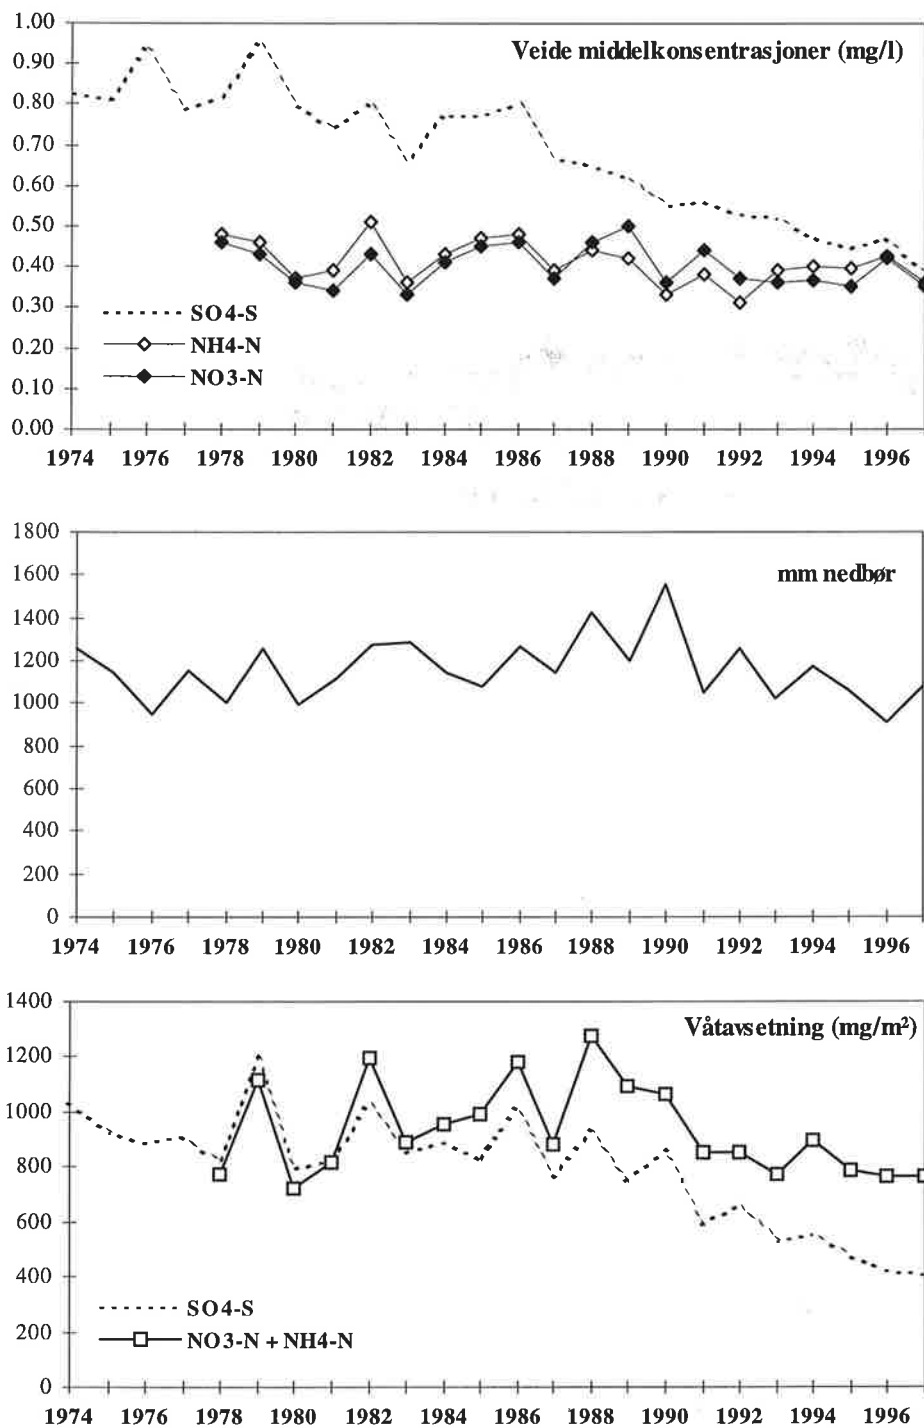 1.00
Veide middelkonsentrasjoner (mg/l)
0.90
0.80
0.70
0.60
0.50
0.40
0.30
SO4-S
0.20
NH4-N
0.10
NO3-N
0.00
1974 1976 1978 1980 1982 1984 1986 1988 1990 1992 1994 1996
1800
mm nedbør
1600
1400
1200
1000
800
600
400
200
0
1974 1976 1978 1980 1982 1984 1986 1988 1990 1992 1994 1996
1400
Våtavsetning (mg/m²)
1200
1000
800
600
400
SO4-S
200
NO3-N + NH4-N
0
1974 1976 1978 1980 1982 1984 1986 1988 1990 1992 1994 1996